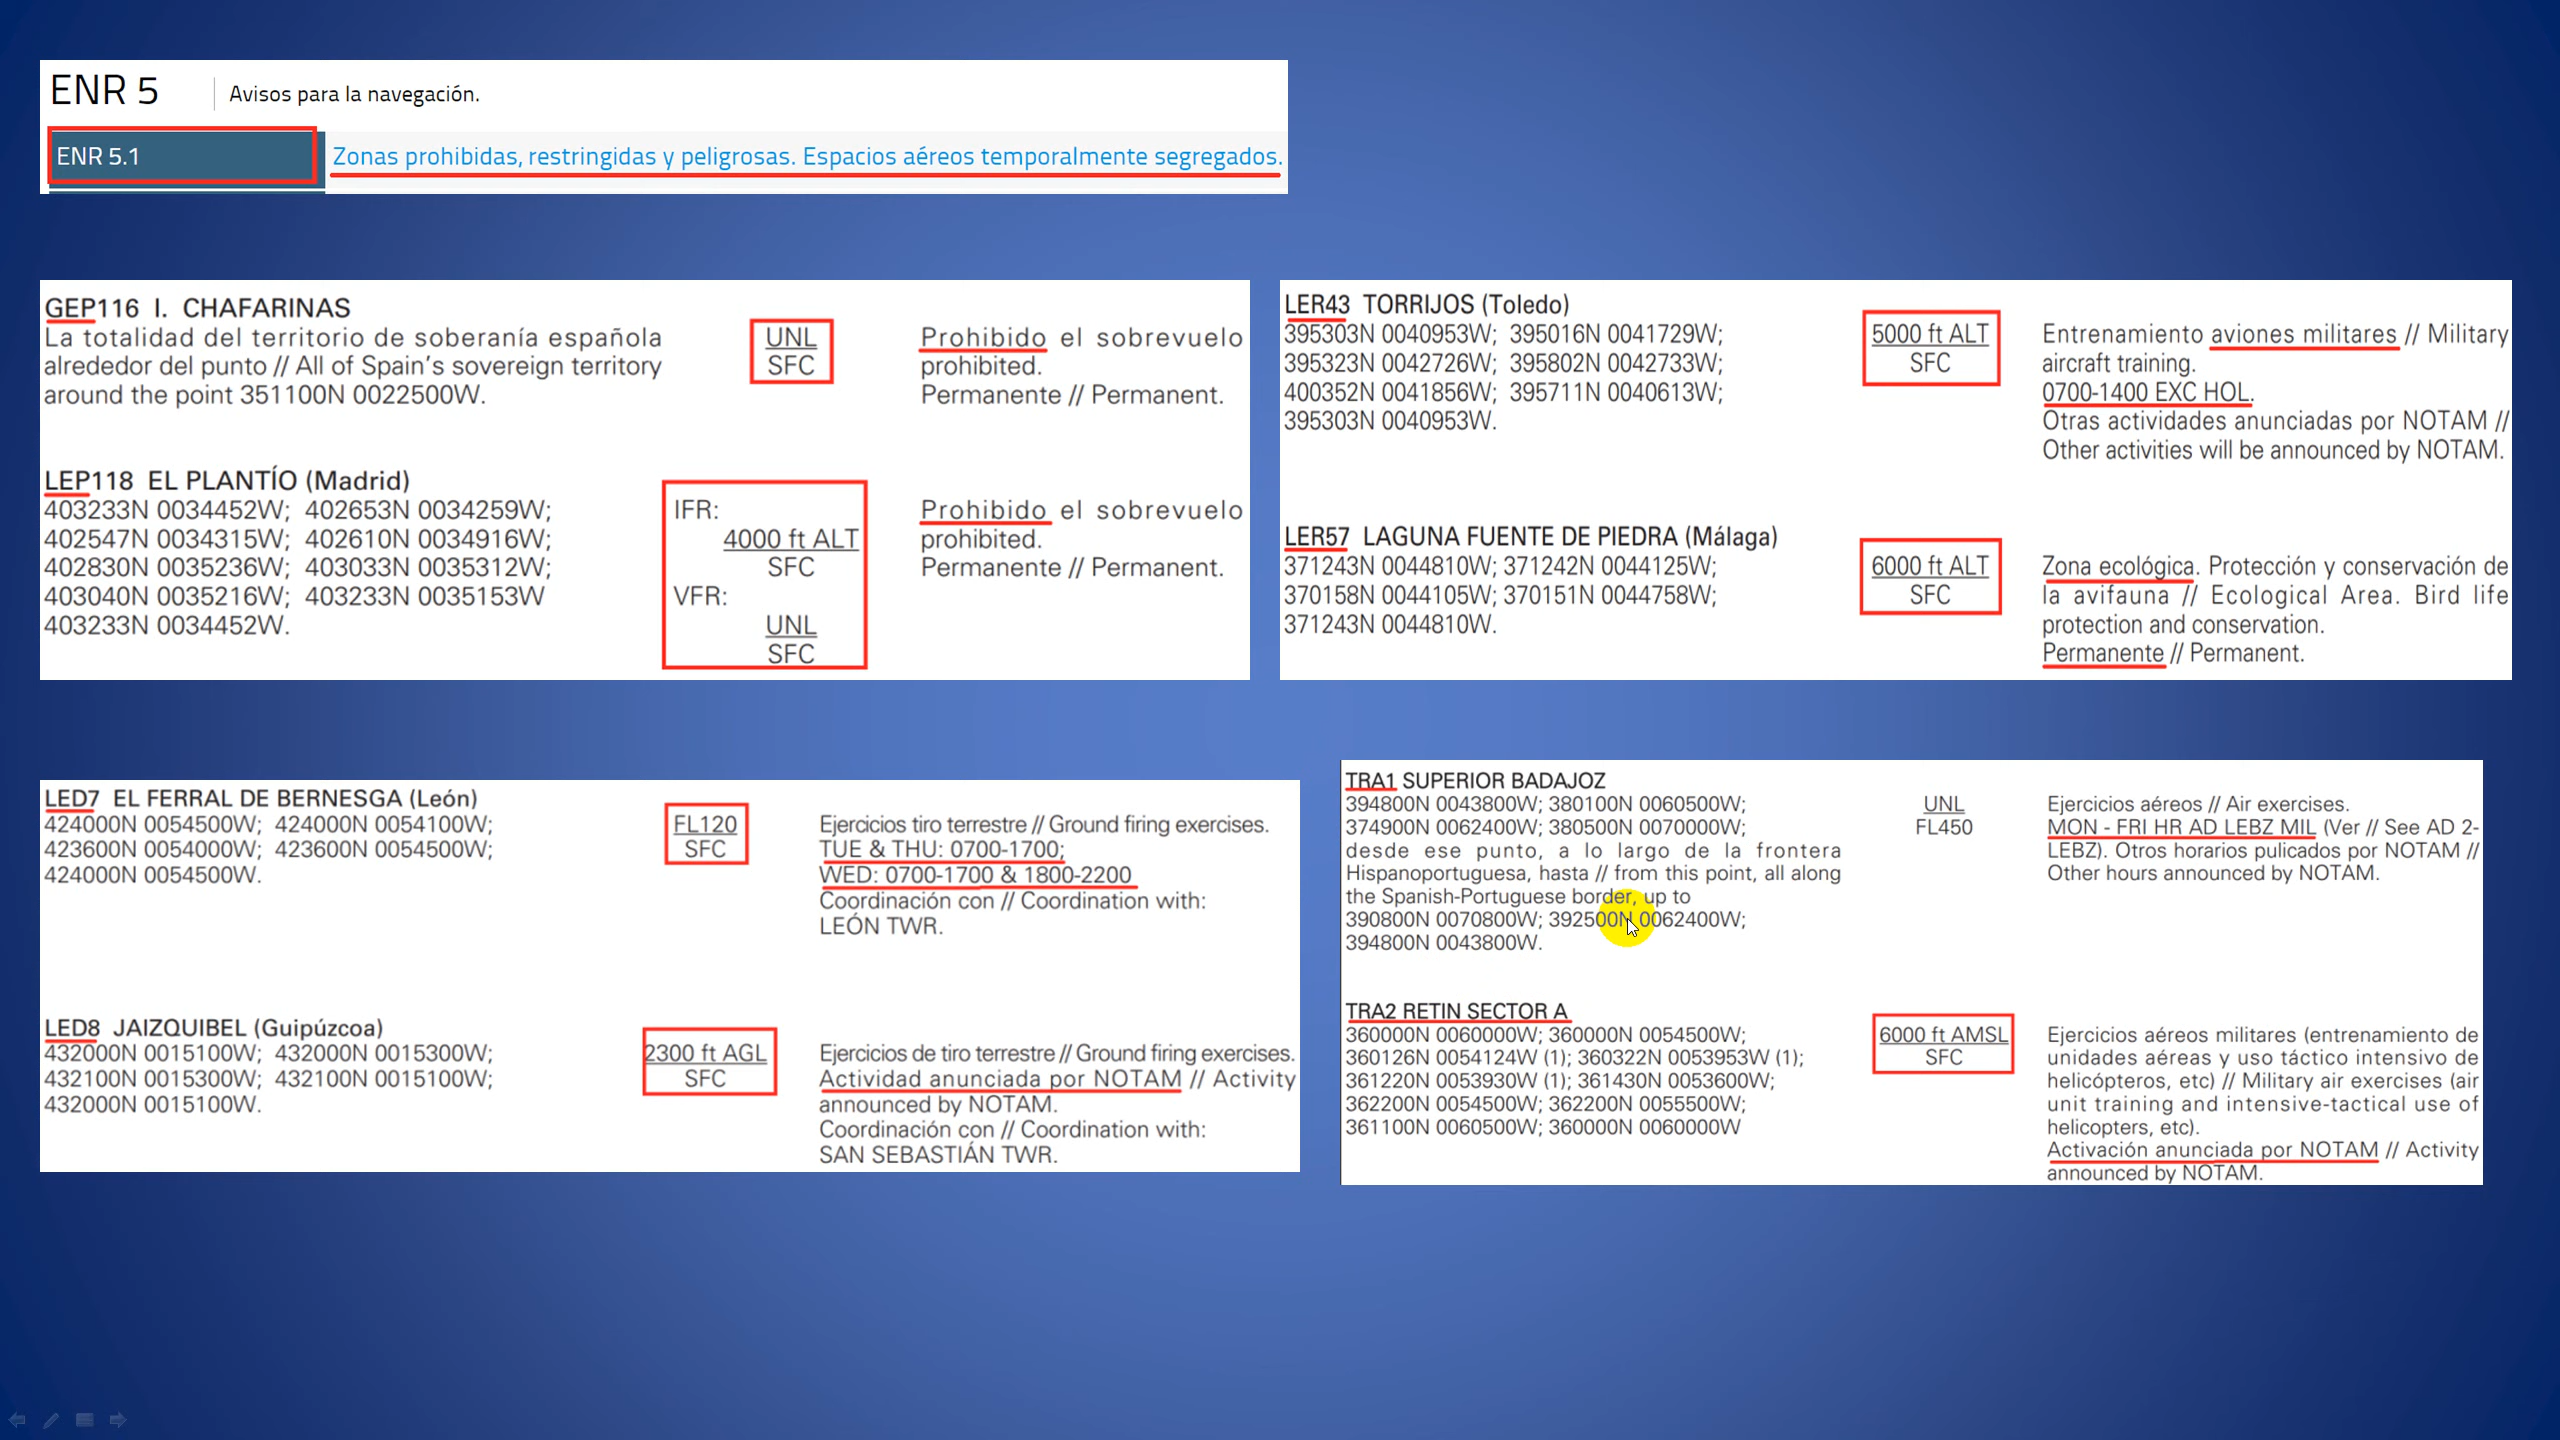 ENR 5
Avisos para la navegación.
ENR 5.1
Zonas prohibidas, restringidas y peligrosas. Espacios aéreos temporalmente segregados.
GEP116 I. CHAFARINAS
La totalidad del territorio de soberanía española
alrededor del punto // All of Spain's sovereign territory
around the point 351100N 0022500W.
UNL
SFC
Prohibido el sobrevuelo
prohibited.
Permanente // Permanent.
LEP118 EL PLANTÍO (Madrid)
403233N 0034452W; 402653N 0034259W;
402547N 0034315W; 402610N 0034916W;
402830N 0035236W; 403033N 0035312W;
403040N 0035216W; 403233N 0035153W
403233N 0034452W.
IFR:
4000 ft ALT
SFC
VFR:
UNL
SFC
Prohibido el sobrevuelo
prohibited.
Permanente // Permanent.
LER43 TORRIJOS (Toledo)
395303N 0040953W; 395016N 0041729W;
395323N 0042726W; 395802N 0042733W;
400352N 0041856W; 395711N 0040613W;
395303N 0040953W.
5000 ft ALT
SFC
Entrenamiento aviones militares // Military
aircraft training.
0700-1400 EXC HOL.
Otras actividades anunciadas por NOTAM //
Other activities will be announced by NOTAM.
LER57 LAGUNA FUENTE DE PIEDRA (Málaga)
371243N 0044810W; 371242N 0044125W;
370158N 0044105W; 370151N 0044758W;
371243N 0044810W.
6000 ft ALT
SFC
Zona ecológica. Protección y conservación de
la avifauna // Ecological Area. Bird life
protection and conservation.
Permanente // Permanent.
LED7 EL FERRAL DE BERNESGA (León)
424000N 0054500W; 424000N 0054100W;
423600N 0054000W; 423600N 0054500W;
424000N 0054500W.
FL120
SFC
Ejercicios tiro terrestre // Ground firing exercises.
TUE & THU: 0700-1700;
WED: 0700-1700 & 1800-2200
Coordinación con // Coordination with:
LEÓN TWR.
LED8 JAIZQUIBEL (Guipúzcoa)
432000N 0015100W; 432000N 0015300W;
432100N 0015300W; 432100N 0015100W;
432000N 0015100W.
2300 ft AGL
SFC
Ejercicios de tiro terrestre // Ground firing exercises.
Actividad anunciada por NOTAM // Activity
announced by NOTAM.
Coordinación con // Coordination with:
SAN SEBASTIÁN TWR.
TRA1 SUPERIOR BADAJOZ
394800N 0043800W; 380100N 0060500W;
374900N 0062400W; 380500N 0070000W;
desde ese punto, a lo largo de la frontera
Hispanoportuguesa, hasta // from this point, all along
the Spanish-Portuguese border, up to
390800N 0070800W; 392500N 0062400W;
394800N 0043800W.
UNL
FL450
Ejercicios aéreos // Air exercises.
MON - FRI HR AD LEBZ MIL (Ver // See AD 2-
LEBZ). Otros horarios pulicados por NOTAM //
Other hours announced by NOTAM.
TRA2 RETIN SECTOR A
360000N 0060000W; 360000N 0054500W;
360126N 0054124W (1); 360322N 0053953W (1);
361220N 0053930W (1); 361430N 0053600W;
362200N 0054500W; 362200N 0055500W;
361100N 0060500W; 360000N 0060000W
6000 ft AMSL
SFC
Ejercicios aéreos militares (entrenamiento de
unidades aéreas y uso táctico intensivo de
helicópteros, etc) // Military air exercises (air
unit training and intensive-tactical use of
helicopters, etc).
Activación anunciada por NOTAM // Activity
announced by NOTAM.